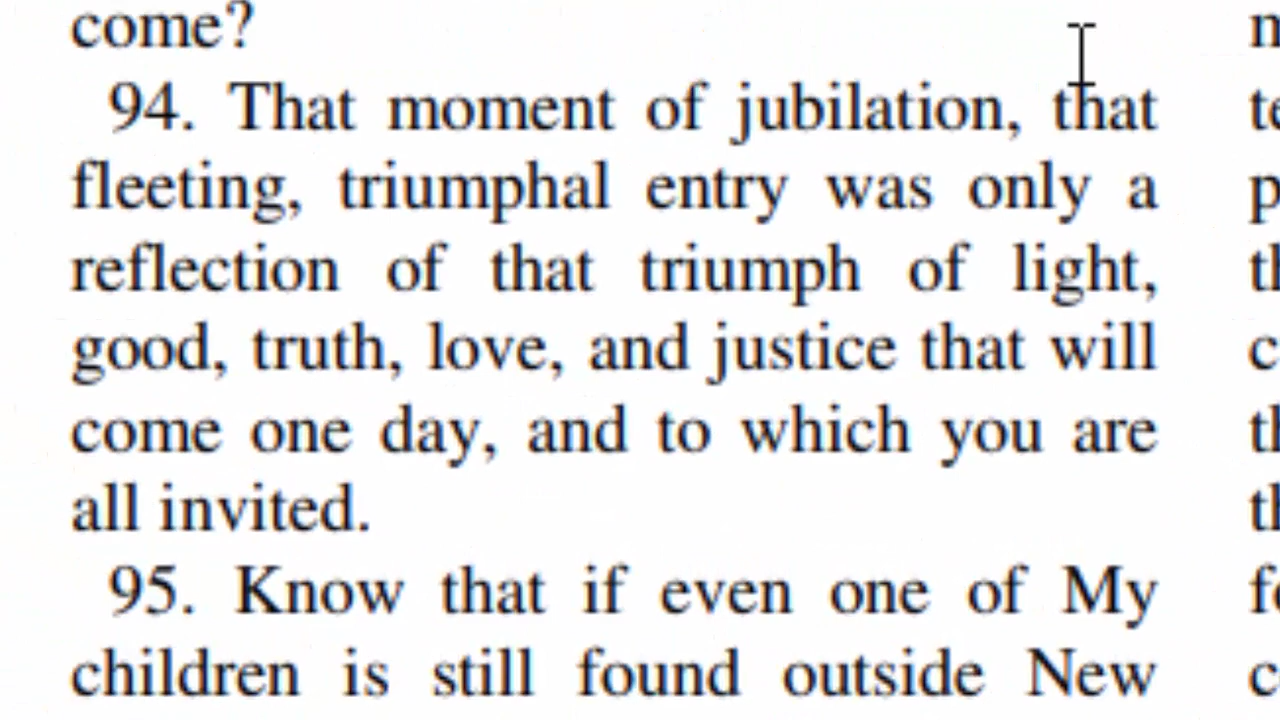 come?
94. That moment of jubilation, that
fleeting, triumphal entry was only a
reflection of that triumph of light,
good, truth, love, and justice that will
come one day, and to which you are
all invited.
95. Know that if even one of My
children is still found outside New